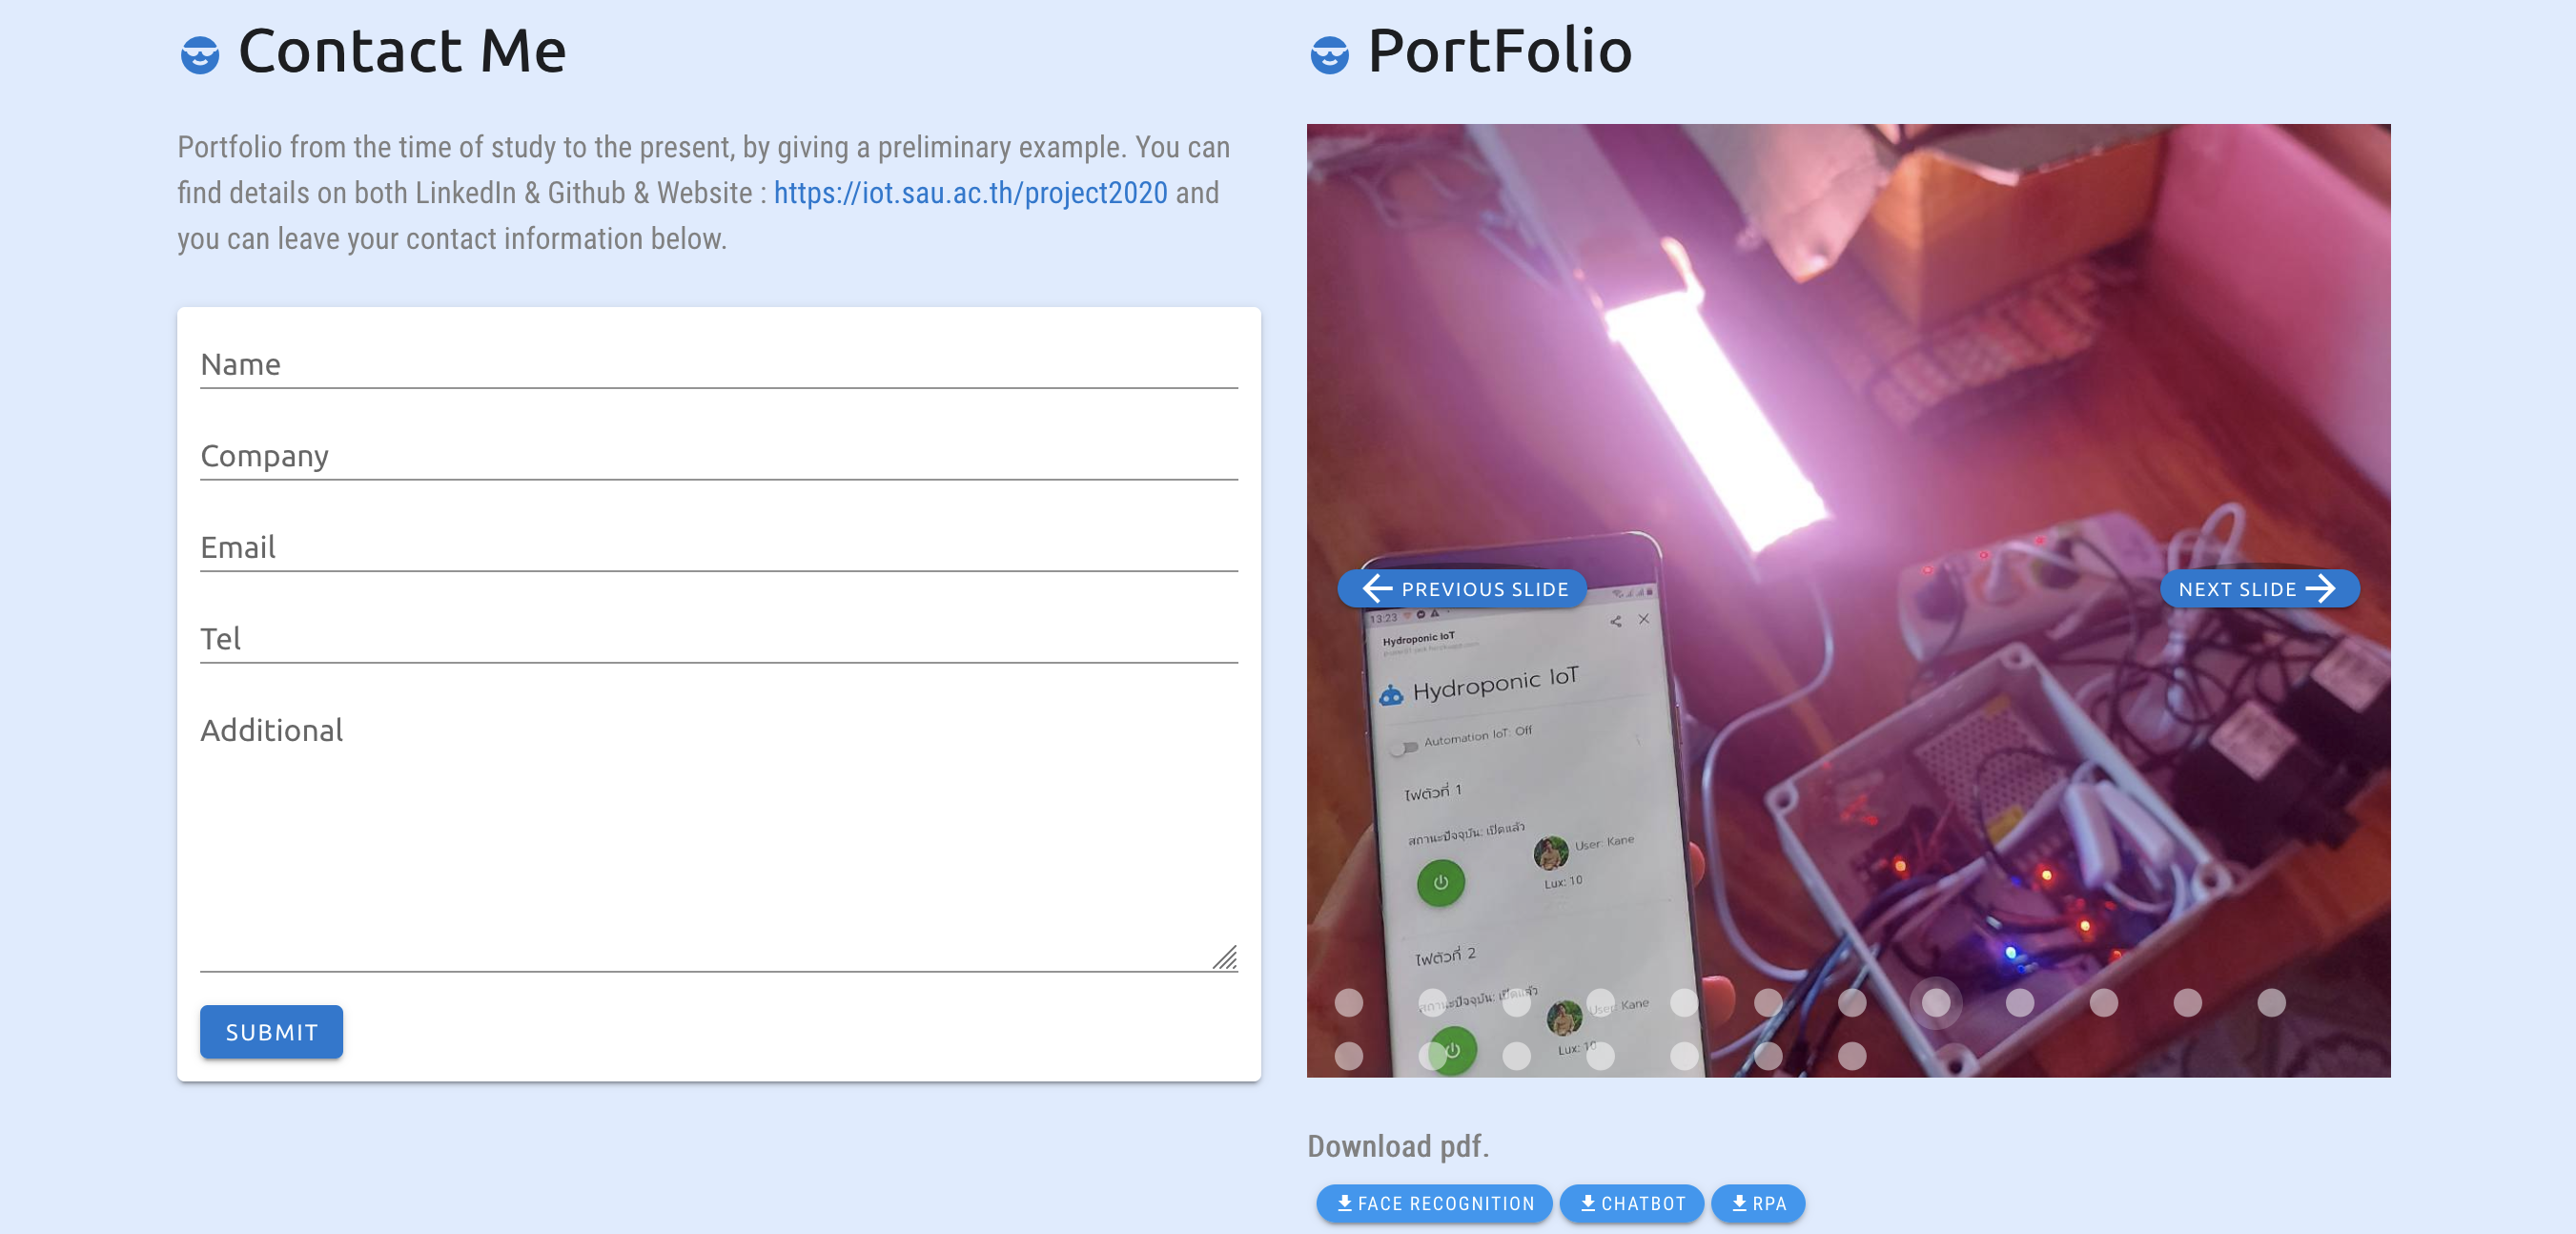 Contact Me
Portfolio from the time of study to the present, by giving a preliminary example. You can
find details on both LinkedIn & Github & Website : https://iot.sau.ac.th/project2020 and
you can leave your contact information below.
Name
Company
Email
Tel
Additional
SUBMIT
PortFolio
PREVIOUS SLIDE
NEXT SLIDE
13:23
Hydroponic IoT
Hydroponic IoT
Automation IoT: Off
ไฟตัวที่ 1
สถานะปัจจุบัน: เปิดแล้ว
User: Kane
Lux: 10
ไฟตัวที่ 2
สถานะปัจจุบัน: เปิดแล้ว
User: Kane
Lux: 10
Download pdf.
FACE RECOGNITION
CHATBOT
RPA